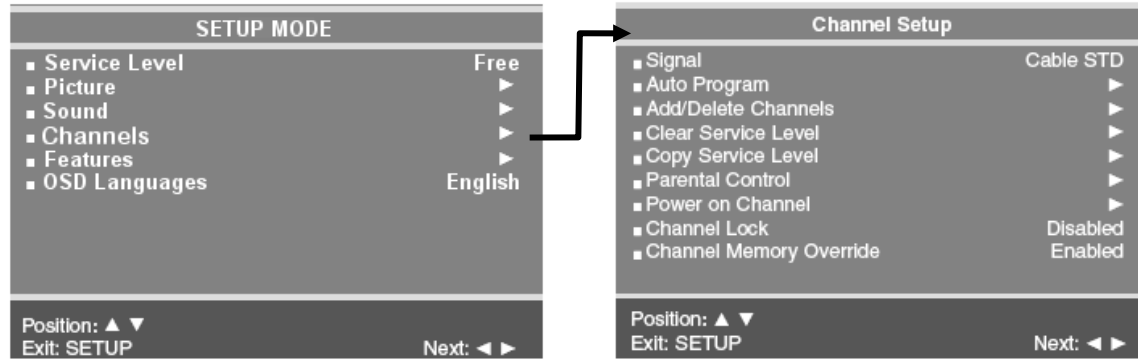 SETUP MODE
Service Level Free
Picture ►
Sound ►
Channels ►
Features ►
OSD Languages English
Position: ▲ ▼
Exit: SETUP Next: ◄ ►
Channel Setup
Signal Cable STD
Auto Program ►
Add/Delete Channels ►
Clear Service Level ►
Copy Service Level ►
Parental Control ►
Power on Channel ►
Channel Lock Disabled
Channel Memory Override Enabled
Position: ▲ ▼
Exit: SETUP Next: ◄ ►